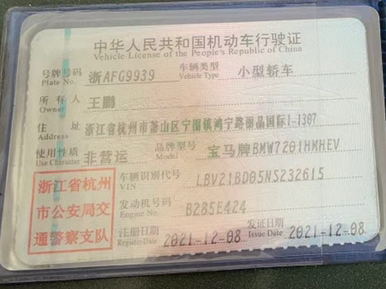 中华人民共和国机动车行驶证
Vehicle License of the People's Republic of China
号牌号码 浙AFG9939 车辆类型 小型轿车
Plate No. Vehicle Type
所有人 王鹏
Owner
住址 浙江省杭州市萧山区宁围镇鸿宁路丽晶国际1-1307
Address
使用性质 非营运 品牌型号 宝马牌BMW7201HMHEV
Use Character Model
浙江省杭州
市公安局交
通警察支队
车辆识别代号 LBV21BD05NS232615
VIN
发动机号码 B285E424
Engine No.
注册日期 2021-12-08 发证日期 2021-12-08
Register Date Issue Date